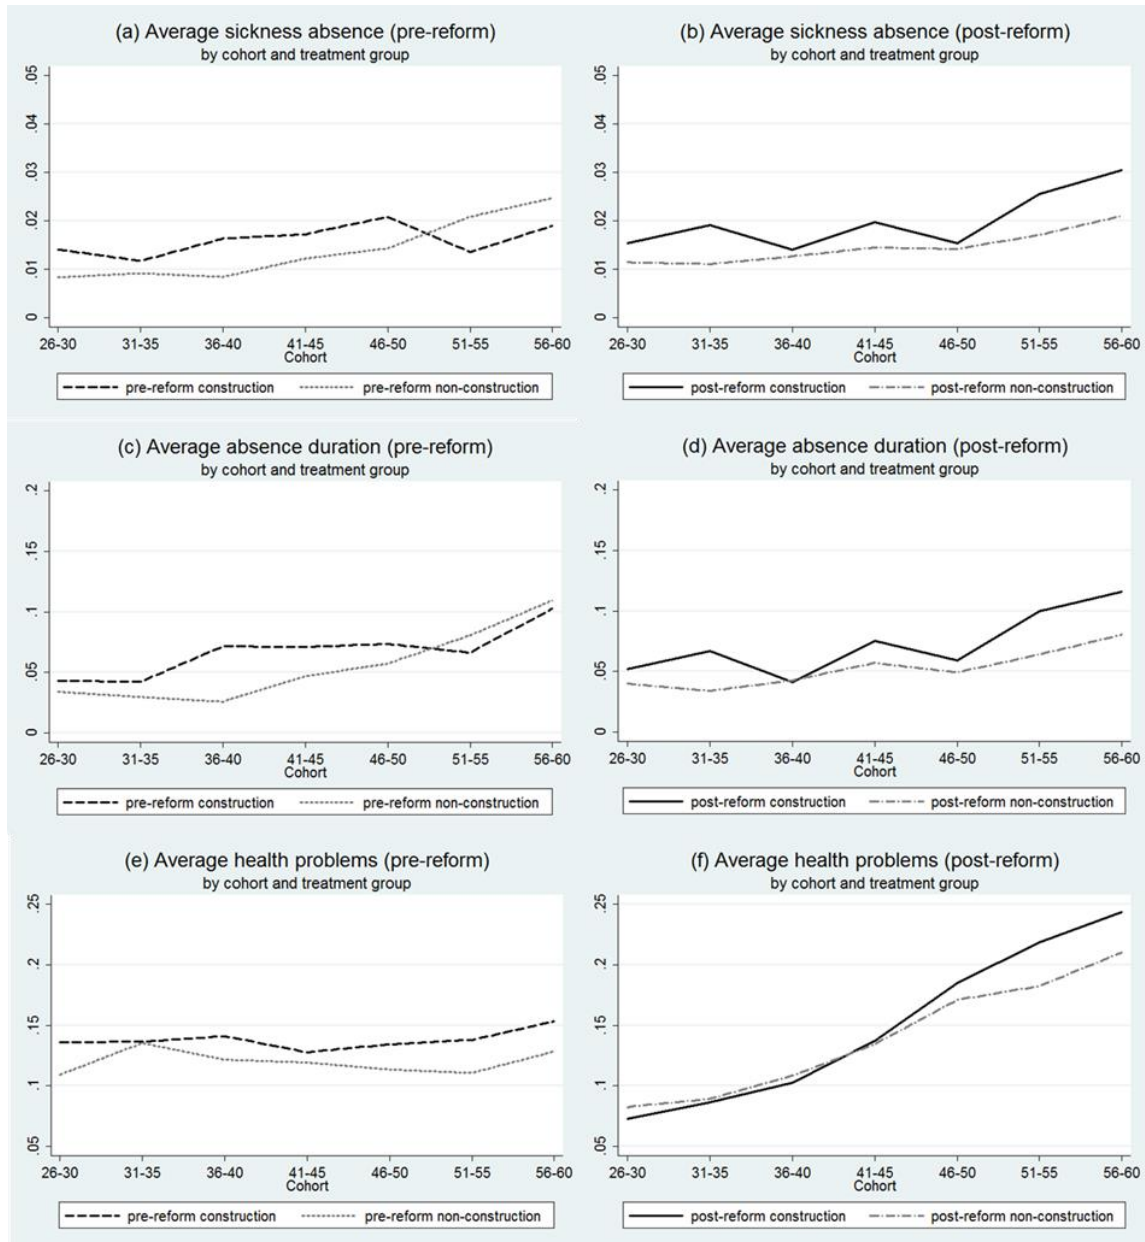 (a) Average sickness absence (pre-reform)
by cohort and treatment group
.05
.04
.03
.02
.01
0
26-30 31-35 36-40 41-45 46-50 51-55 56-60
Cohort
pre-reform construction pre-reform non-construction
(b) Average sickness absence (post-reform)
by cohort and treatment group
.05
.04
.03
.02
.01
0
26-30 31-35 36-40 41-45 46-50 51-55 56-60
Cohort
post-reform construction post-reform non-construction
(c) Average absence duration (pre-reform)
by cohort and treatment group
.2
.15
.1
.05
0
26-30 31-35 36-40 41-45 46-50 51-55 56-60
Cohort
pre-reform construction pre-reform non-construction
(d) Average absence duration (post-reform)
by cohort and treatment group
.2
.15
.1
.05
0
26-30 31-35 36-40 41-45 46-50 51-55 56-60
Cohort
post-reform construction post-reform non-construction
(e) Average health problems (pre-reform)
by cohort and treatment group
.25
.2
.15
.1
.05
26-30 31-35 36-40 41-45 46-50 51-55 56-60
Cohort
pre-reform construction pre-reform non-construction
(f) Average health problems (post-reform)
by cohort and treatment group
.25
.2
.15
.1
.05
26-30 31-35 36-40 41-45 46-50 51-55 56-60
Cohort
post-reform construction post-reform non-construction